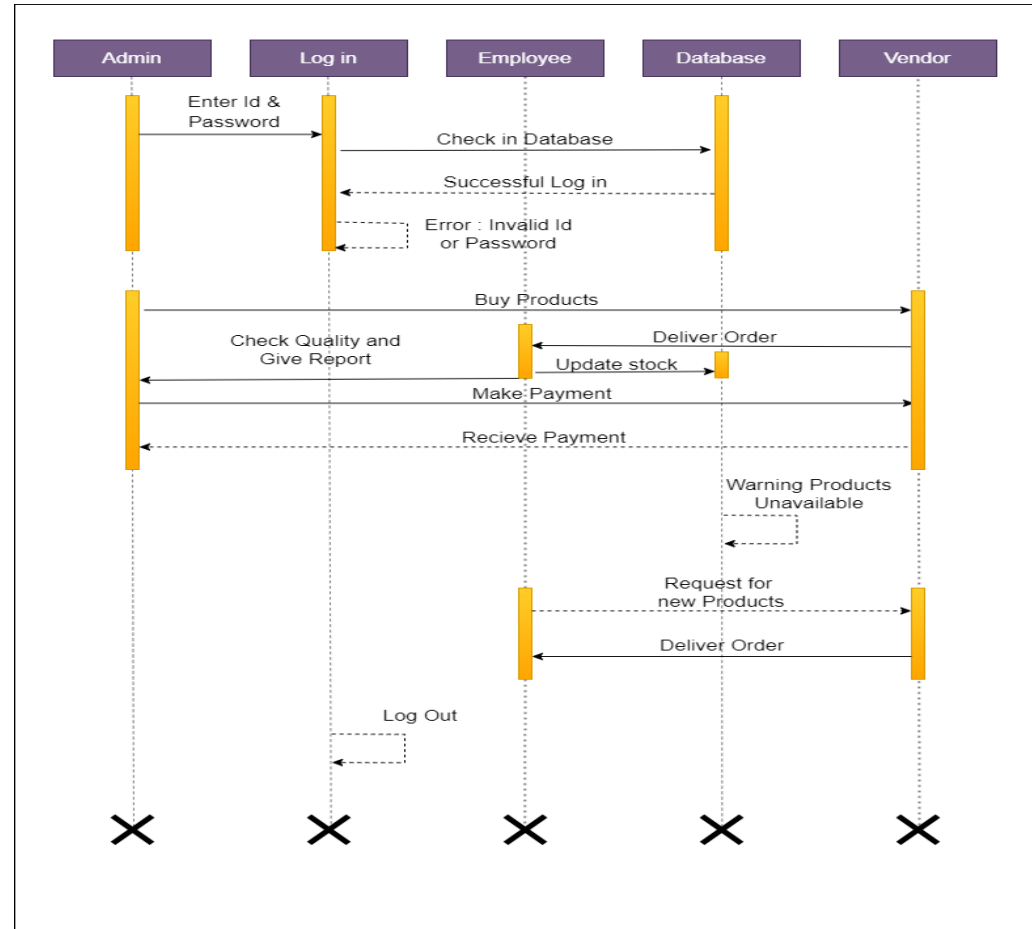 Admin
Log in
Employee
Database
Vendor
Enter Id &
Password
Check in Database
Successful Log in
Error : Invalid Id
or Password
Buy Products
Deliver Order
Check Quality and
Give Report
Update stock
Make Payment
Recieve Payment
Warning Products
Unavailable
Request for
new Products
Deliver Order
Log Out